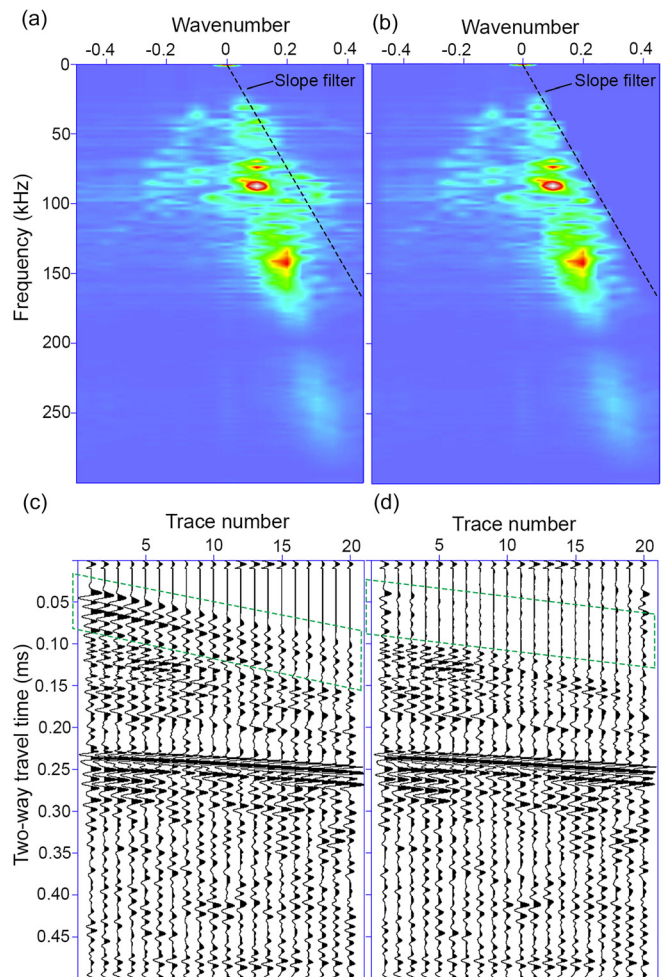 (a)
(b)
Wavenumber
Wavenumber
-0.4 -0.2 0 0.2 0.4
-0.4 -0.2 0 0.2 0.4
0
50
100
150
200
250
Frequency (kHz)
Slope filter
Slope filter
(c)
(d)
Trace number
Trace number
5 10 15 20
5 10 15 20
0.05
0.10
0.15
0.20
0.25
0.30
0.35
0.40
0.45
Two-way travel time (ms)